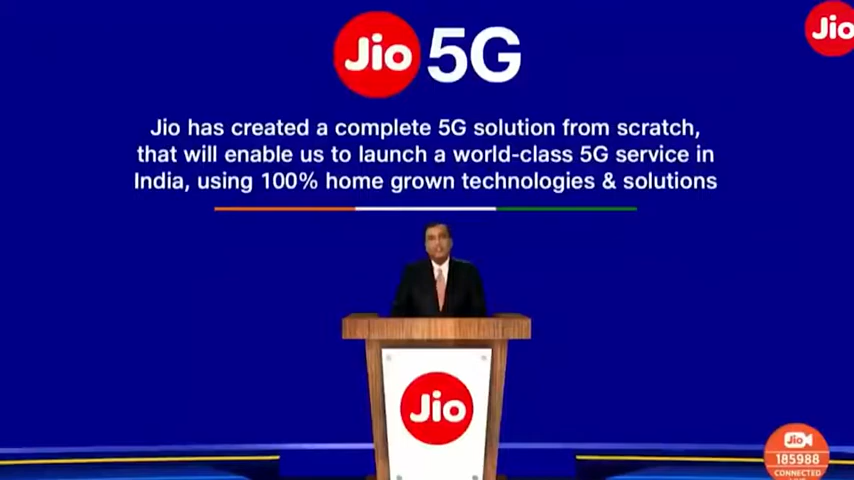 Jio 5G
Jio
Jio has created a complete 5G solution from scratch,
that will enable us to launch a world-class 5G service in
India, using 100% home grown technologies & solutions
Jio
Jio
185988
CONNECTED